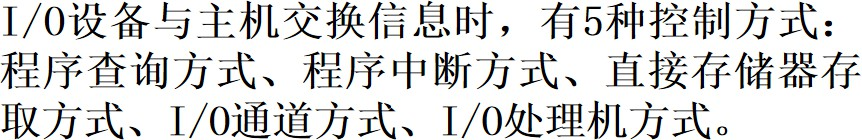 I/O设备与主机交换信息时，有5种控制方式：
程序查询方式、程序中断方式、直接存储器存
取方式、I/O通道方式、I/O处理机方式。